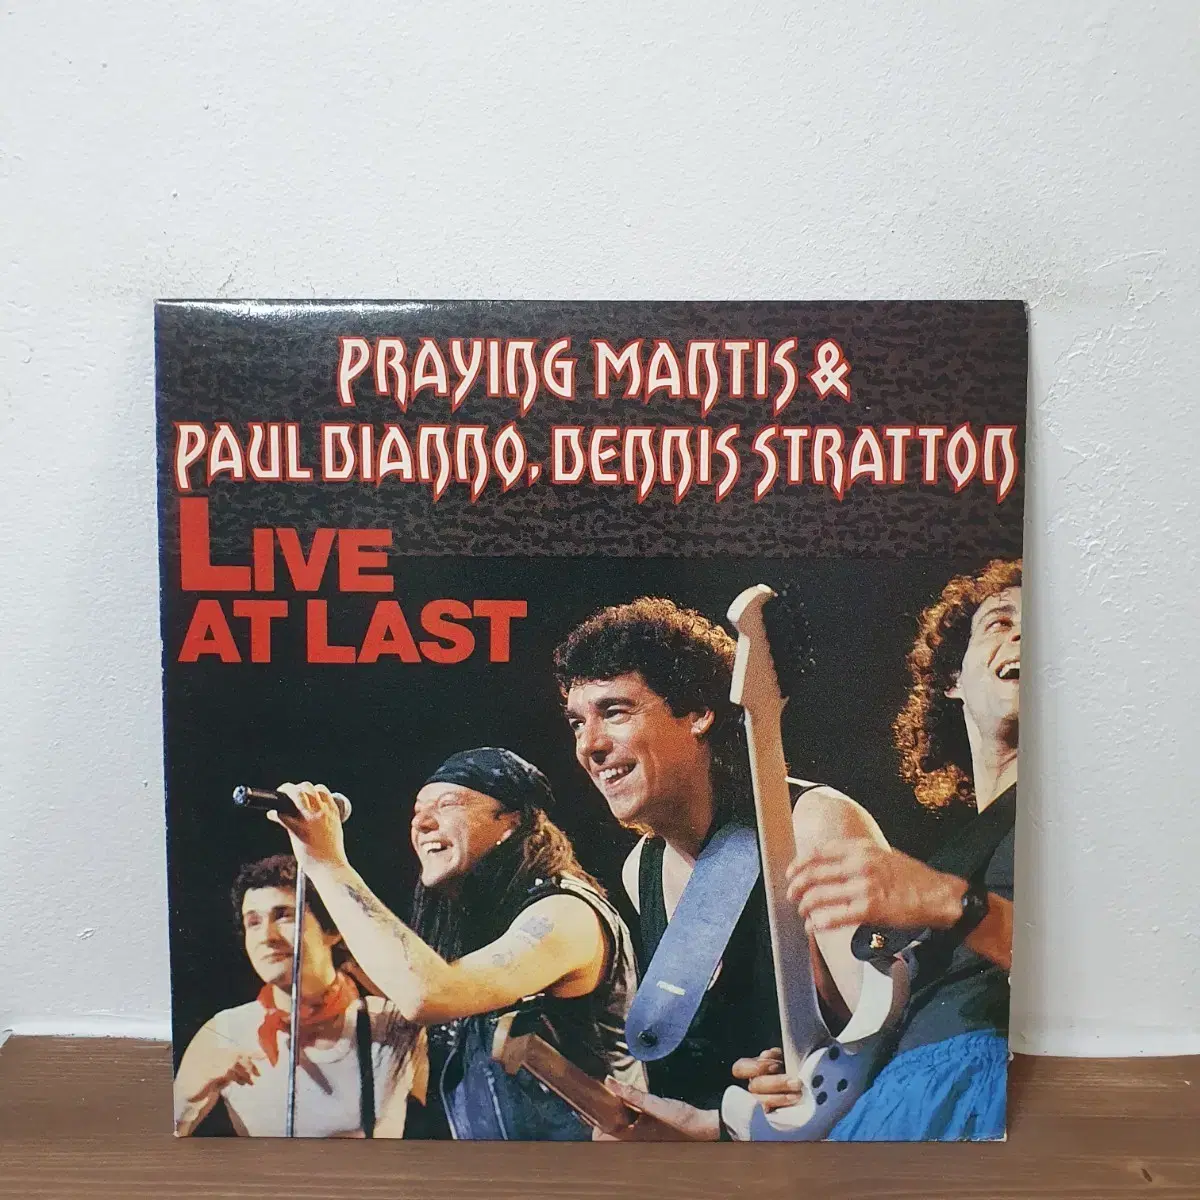 PRAYING MANTIS &
PAUL DIANNO, DENNIS STRATTON
LIVE
AT LAST